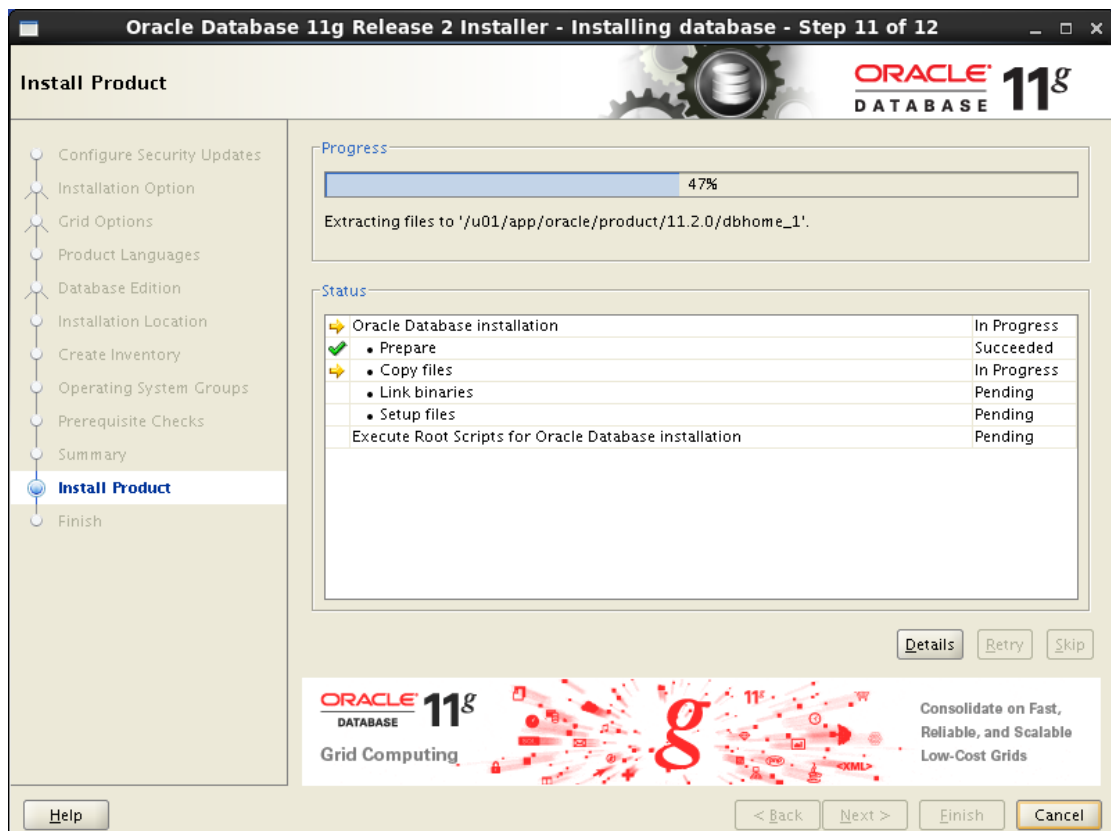 Oracle Database 11g Release 2 Installer - Installing database - Step 11 of 12
Install Product
ORACLE
DATABASE 11g
Configure Security Updates
Installation Option
Grid Options
Product Languages
Database Edition
Installation Location
Create Inventory
Operating System Groups
Prerequisite Checks
Summary
Install Product
Finish
Progress
47%
Extracting files to '/u01/app/oracle/product/11.2.0/dbhome_1'.
Status
Oracle Database installation In Progress
• Prepare Succeeded
• Copy files In Progress
• Link binaries Pending
• Setup files Pending
Execute Root Scripts for Oracle Database installation Pending
Details Retry Skip
ORACLE
DATABASE 11g
Grid Computing
g
11g
<XML>
Consolidate on Fast,
Reliable, and Scalable
Low-Cost Grids
Help < Back Next > Finish Cancel